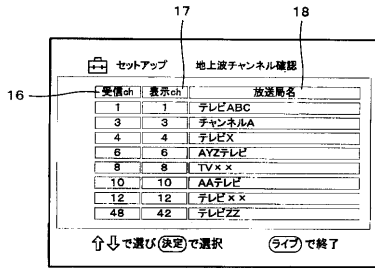 17
18
セットアップ 地上波チャンネル確認
16
受信ch 表示ch 放送局名
1 1 テレビABC
3 3 チャンネルA
4 4 テレビX
6 6 AYZテレビ
8 8 TV××
10 10 AAテレビ
12 12 テレビ××
48 42 テレビZZ
⇧⇩で選び 決定 で選択 ライブ で終了